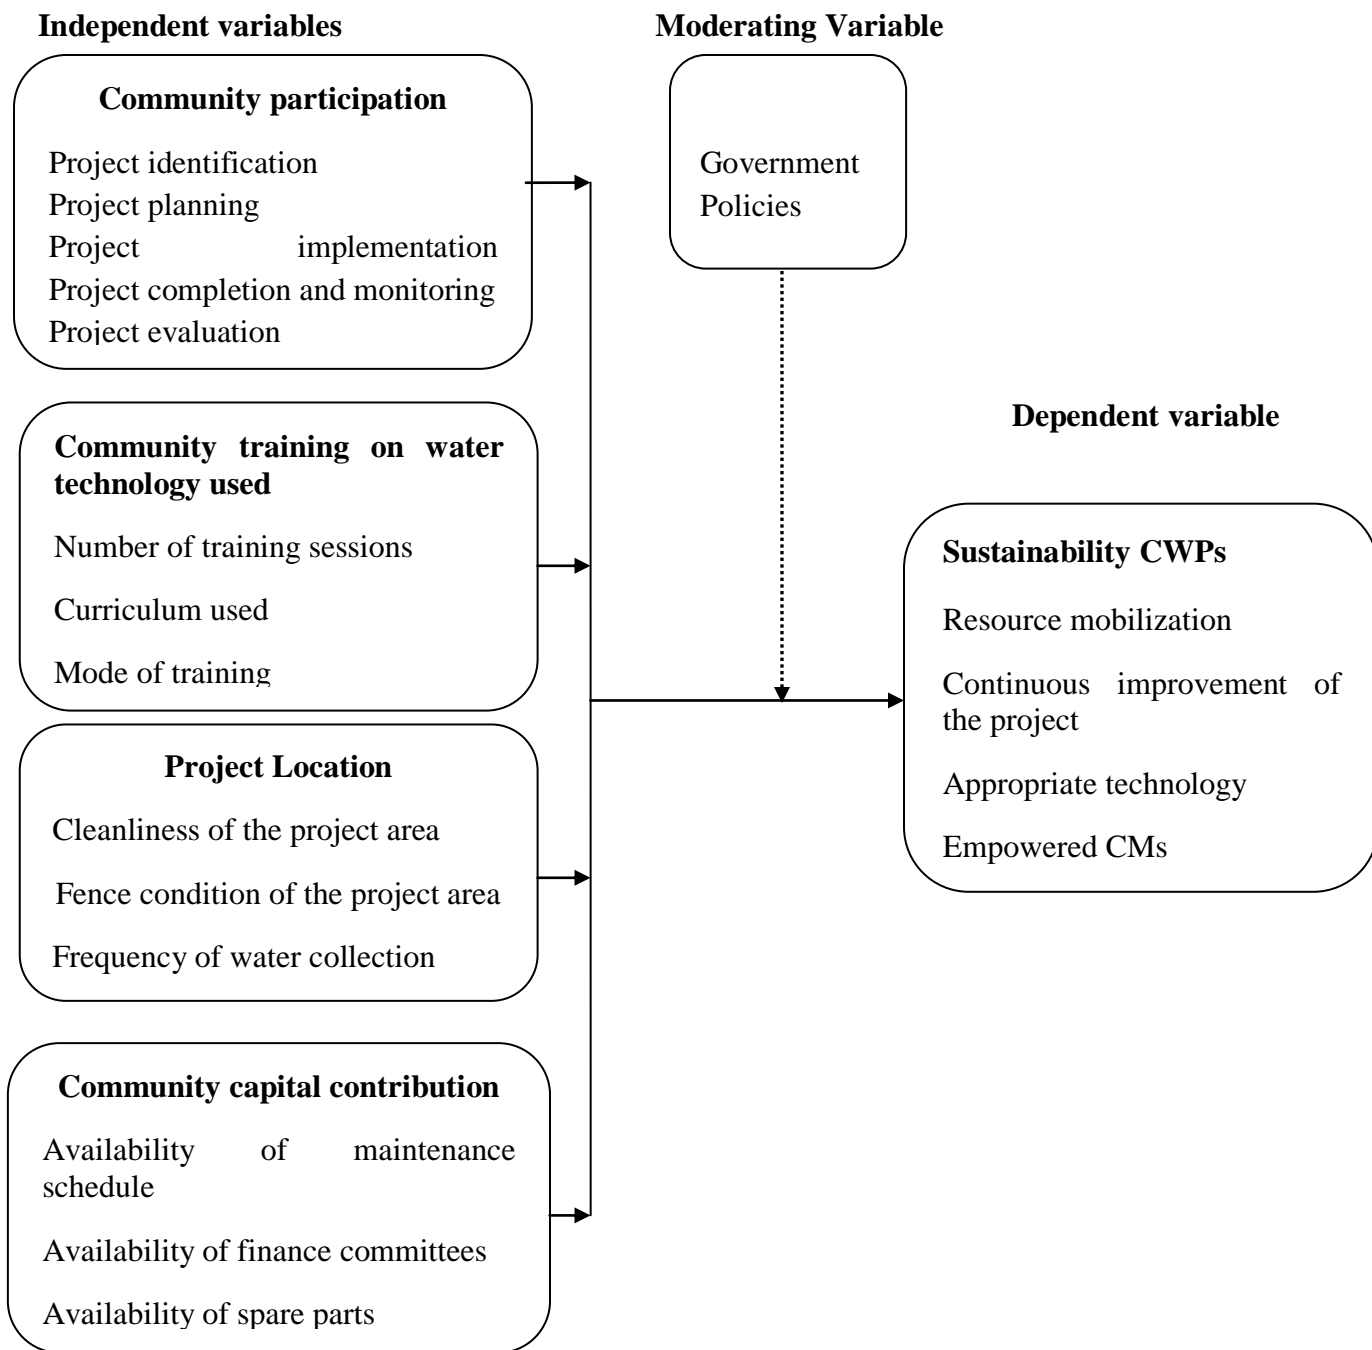 Independent variables
Community participation
Project identification
Project planning
Project implementation
Project completion and monitoring
Project evaluation
Community training on water
technology used
Number of training sessions
Curriculum used
Mode of training
Project Location
Cleanliness of the project area
Fence condition of the project area
Frequency of water collection
Community capital contribution
Availability of maintenance
schedule
Availability of finance committees
Availability of spare parts
Moderating Variable
Government
Policies
Dependent variable
Sustainability CWPs
Resource mobilization
Continuous improvement of
the project
Appropriate technology
Empowered CMs